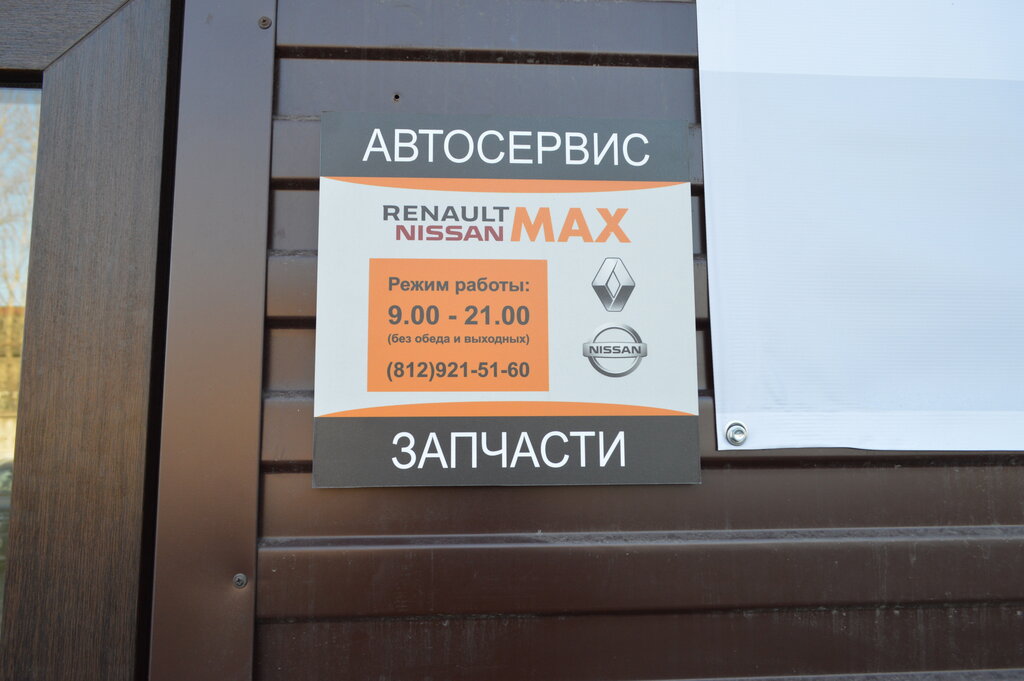 АВТОСЕРВИС
RENAULT
NISSAN MAX
Режим работы:
9.00 - 21.00
(без обеда и выходных)
(812)921-51-60
NISSAN
ЗАПЧАСТИ